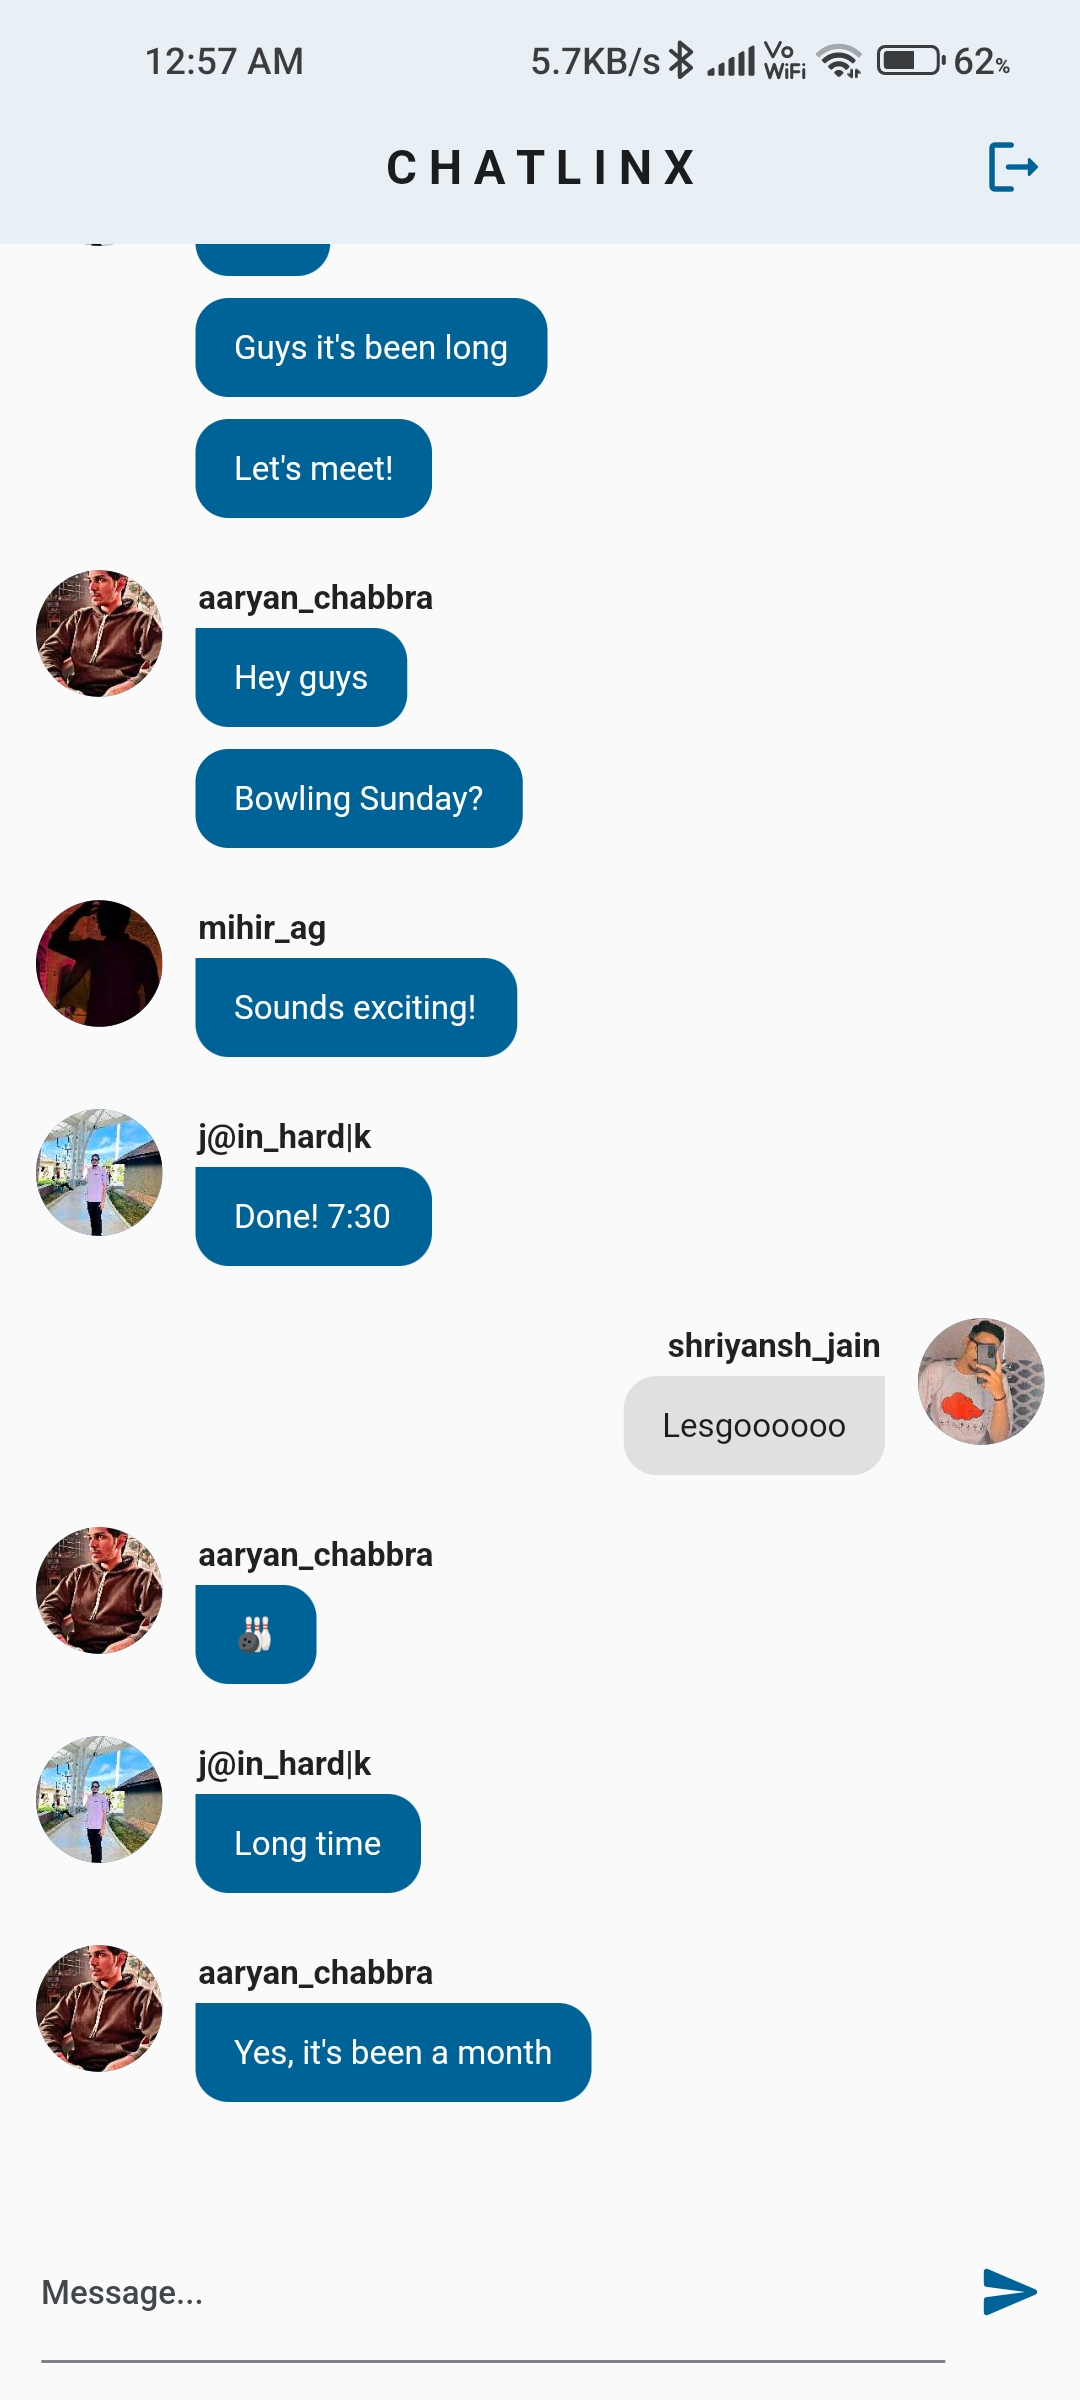 12:57 AM 5.7KB/s Vo WiFi 62%
CHATLINX
Guys it's been long
Let's meet!
aaryan_chabbra
Hey guys
Bowling Sunday?
mihir_ag
Sounds exciting!
j@in_hard|k
Done! 7:30
shriyansh_jain
Lesgoooooo
aaryan_chabbra
🎳
j@in_hard|k
Long time
aaryan_chabbra
Yes, it's been a month
Message...